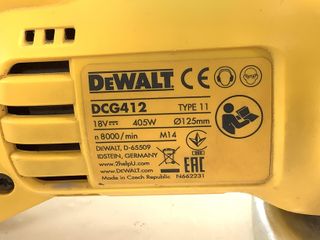 DEWALT CE
DCG412 TYPE 11
18V⎓ 405W Ø125mm
n 8000/min M14
DEWALT, D-65509
IDSTEIN, GERMANY
www.2helpU.com
www.DEWALT.com
Made in Czech Republic N662231
EAC